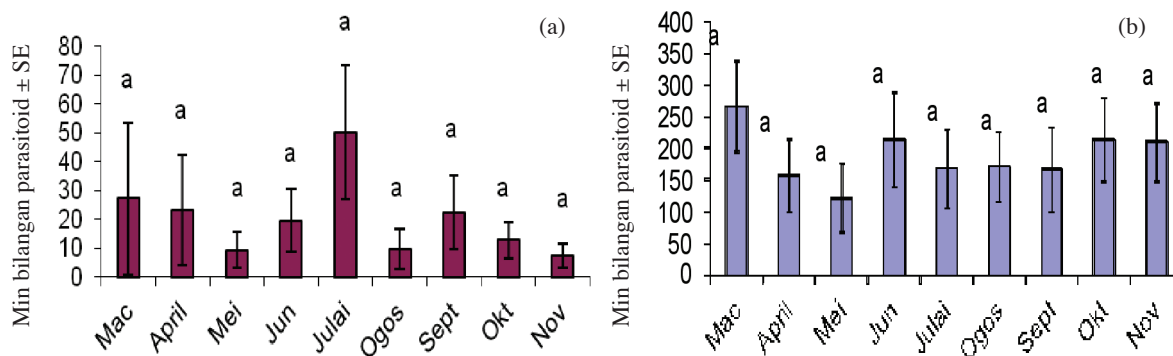 (a)
Min bilangan parasitoid ± SE
80
70
60
50
40
30
20
10
0
a
a
a
a
a
a
a
a
a
Mac
April
Mei
Jun
Julai
Ogos
Sept
Okt
Nov
(b)
Min bilangan parasitoid ± SE
400
350
300
250
200
150
100
50
0
a
a
a
a
a
a
a
a
a
Mac
April
Mei
Jun
Julai
Ogos
Sept
Okt
Nov